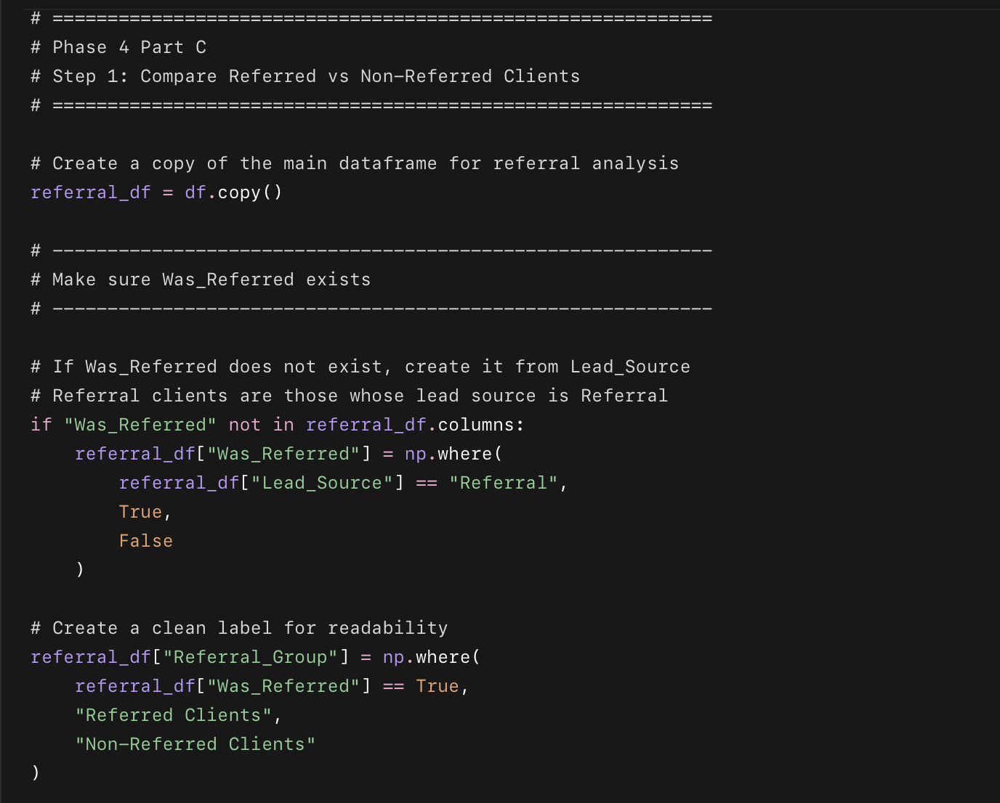 # ============================================================
# Phase 4 Part C
# Step 1: Compare Referred vs Non-Referred Clients
# ============================================================
# Create a copy of the main dataframe for referral analysis
referral_df = df.copy()
# ------------------------------------------------------------
# Make sure Was_Referred exists
# ------------------------------------------------------------
# If Was_Referred does not exist, create it from Lead_Source
# Referral clients are those whose lead source is Referral
if "Was_Referred" not in referral_df.columns:
    referral_df["Was_Referred"] = np.where(
        referral_df["Lead_Source"] == "Referral",
        True,
        False
    )
# Create a clean label for readability
referral_df["Referral_Group"] = np.where(
    referral_df["Was_Referred"] == True,
    "Referred Clients",
    "Non-Referred Clients"
)